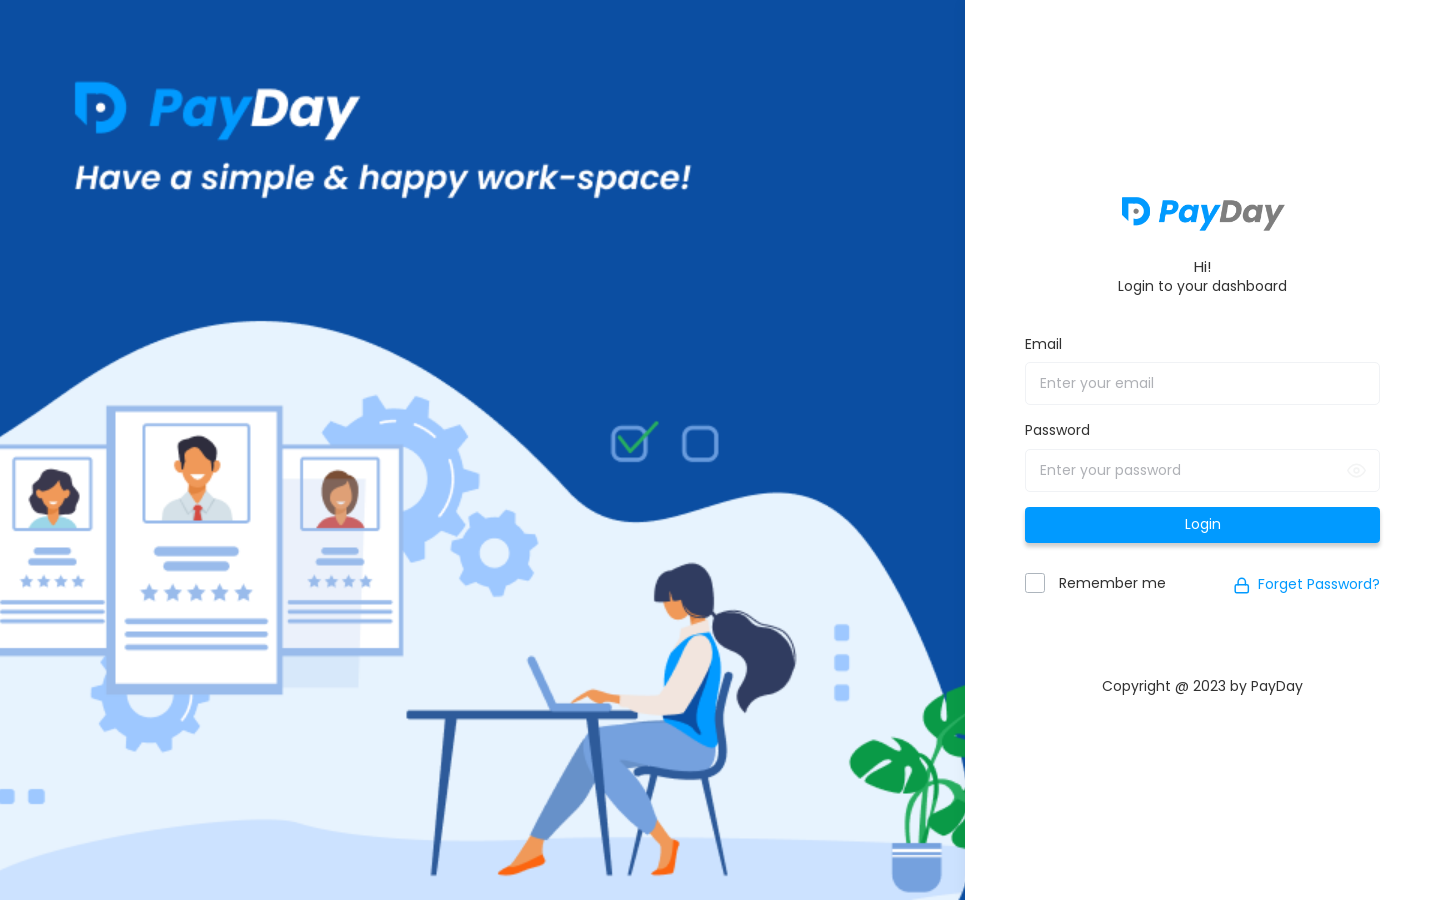 PayDay
Have a simple & happy work-space!
PayDay
Hi!
Login to your dashboard
Email
Enter your email
Password
Enter your password
Login
Remember me
Forget Password?
Copyright @ 2023 by PayDay